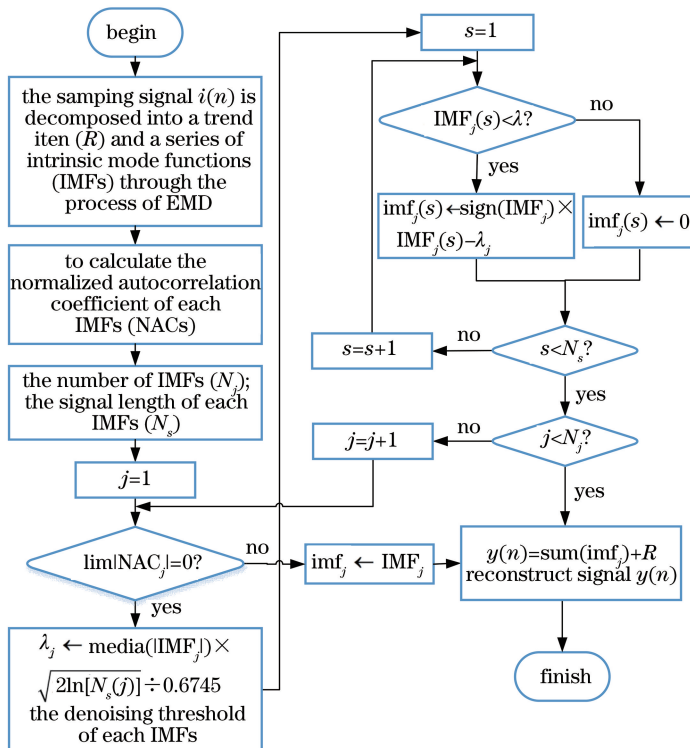 begin
the samping signal i(n) is
decomposed into a trend
iten (R) and a series of
intrinsic mode functions
(IMFs) through the
process of EMD
to calculate the
normalized autocorrelation
coefficient of each
IMFs (NACs)
the number of IMFs (Nⱼ);
the signal length of each
IMFs (Nₛ)
j=1
lim|NACⱼ|=0?
no
yes
λⱼ ← media(|IMFⱼ|)×
√2ln[Nₛ(j)]÷0.6745
the denoising threshold
of each IMFs
s=1
IMFⱼ(s)<λ?
no
yes
imfⱼ(s)←sign(IMFⱼ)×
IMFⱼ(s)−λⱼ
imfⱼ(s) ← 0
s<Nₛ?
no
s=s+1
yes
j<Nⱼ?
no
j=j+1
yes
imfⱼ ← IMFⱼ
y(n)=sum(imfⱼ)+R
reconstruct signal y(n)
finish